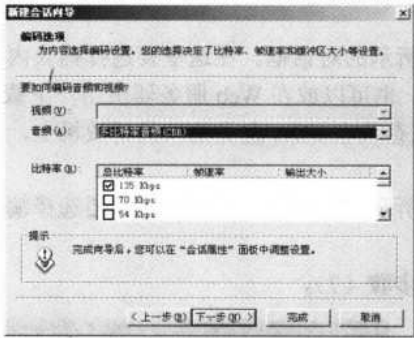 新建会话向导
编码选项
为内容选择编码设置。您的选择决定了比特率、帧速率和缓冲区大小等设置。
要如何编码音频和视频?
视频(V):
音频(A): 多比特率音频(CBR)
比特率(B): 总比特率 帧速率 输出大小
135 Kbps
70 Kbps
54 Kbps
提示
完成向导后，您可以在“会话属性”面板中调整设置。
<上一步(B) 下一步(N)> 完成 取消